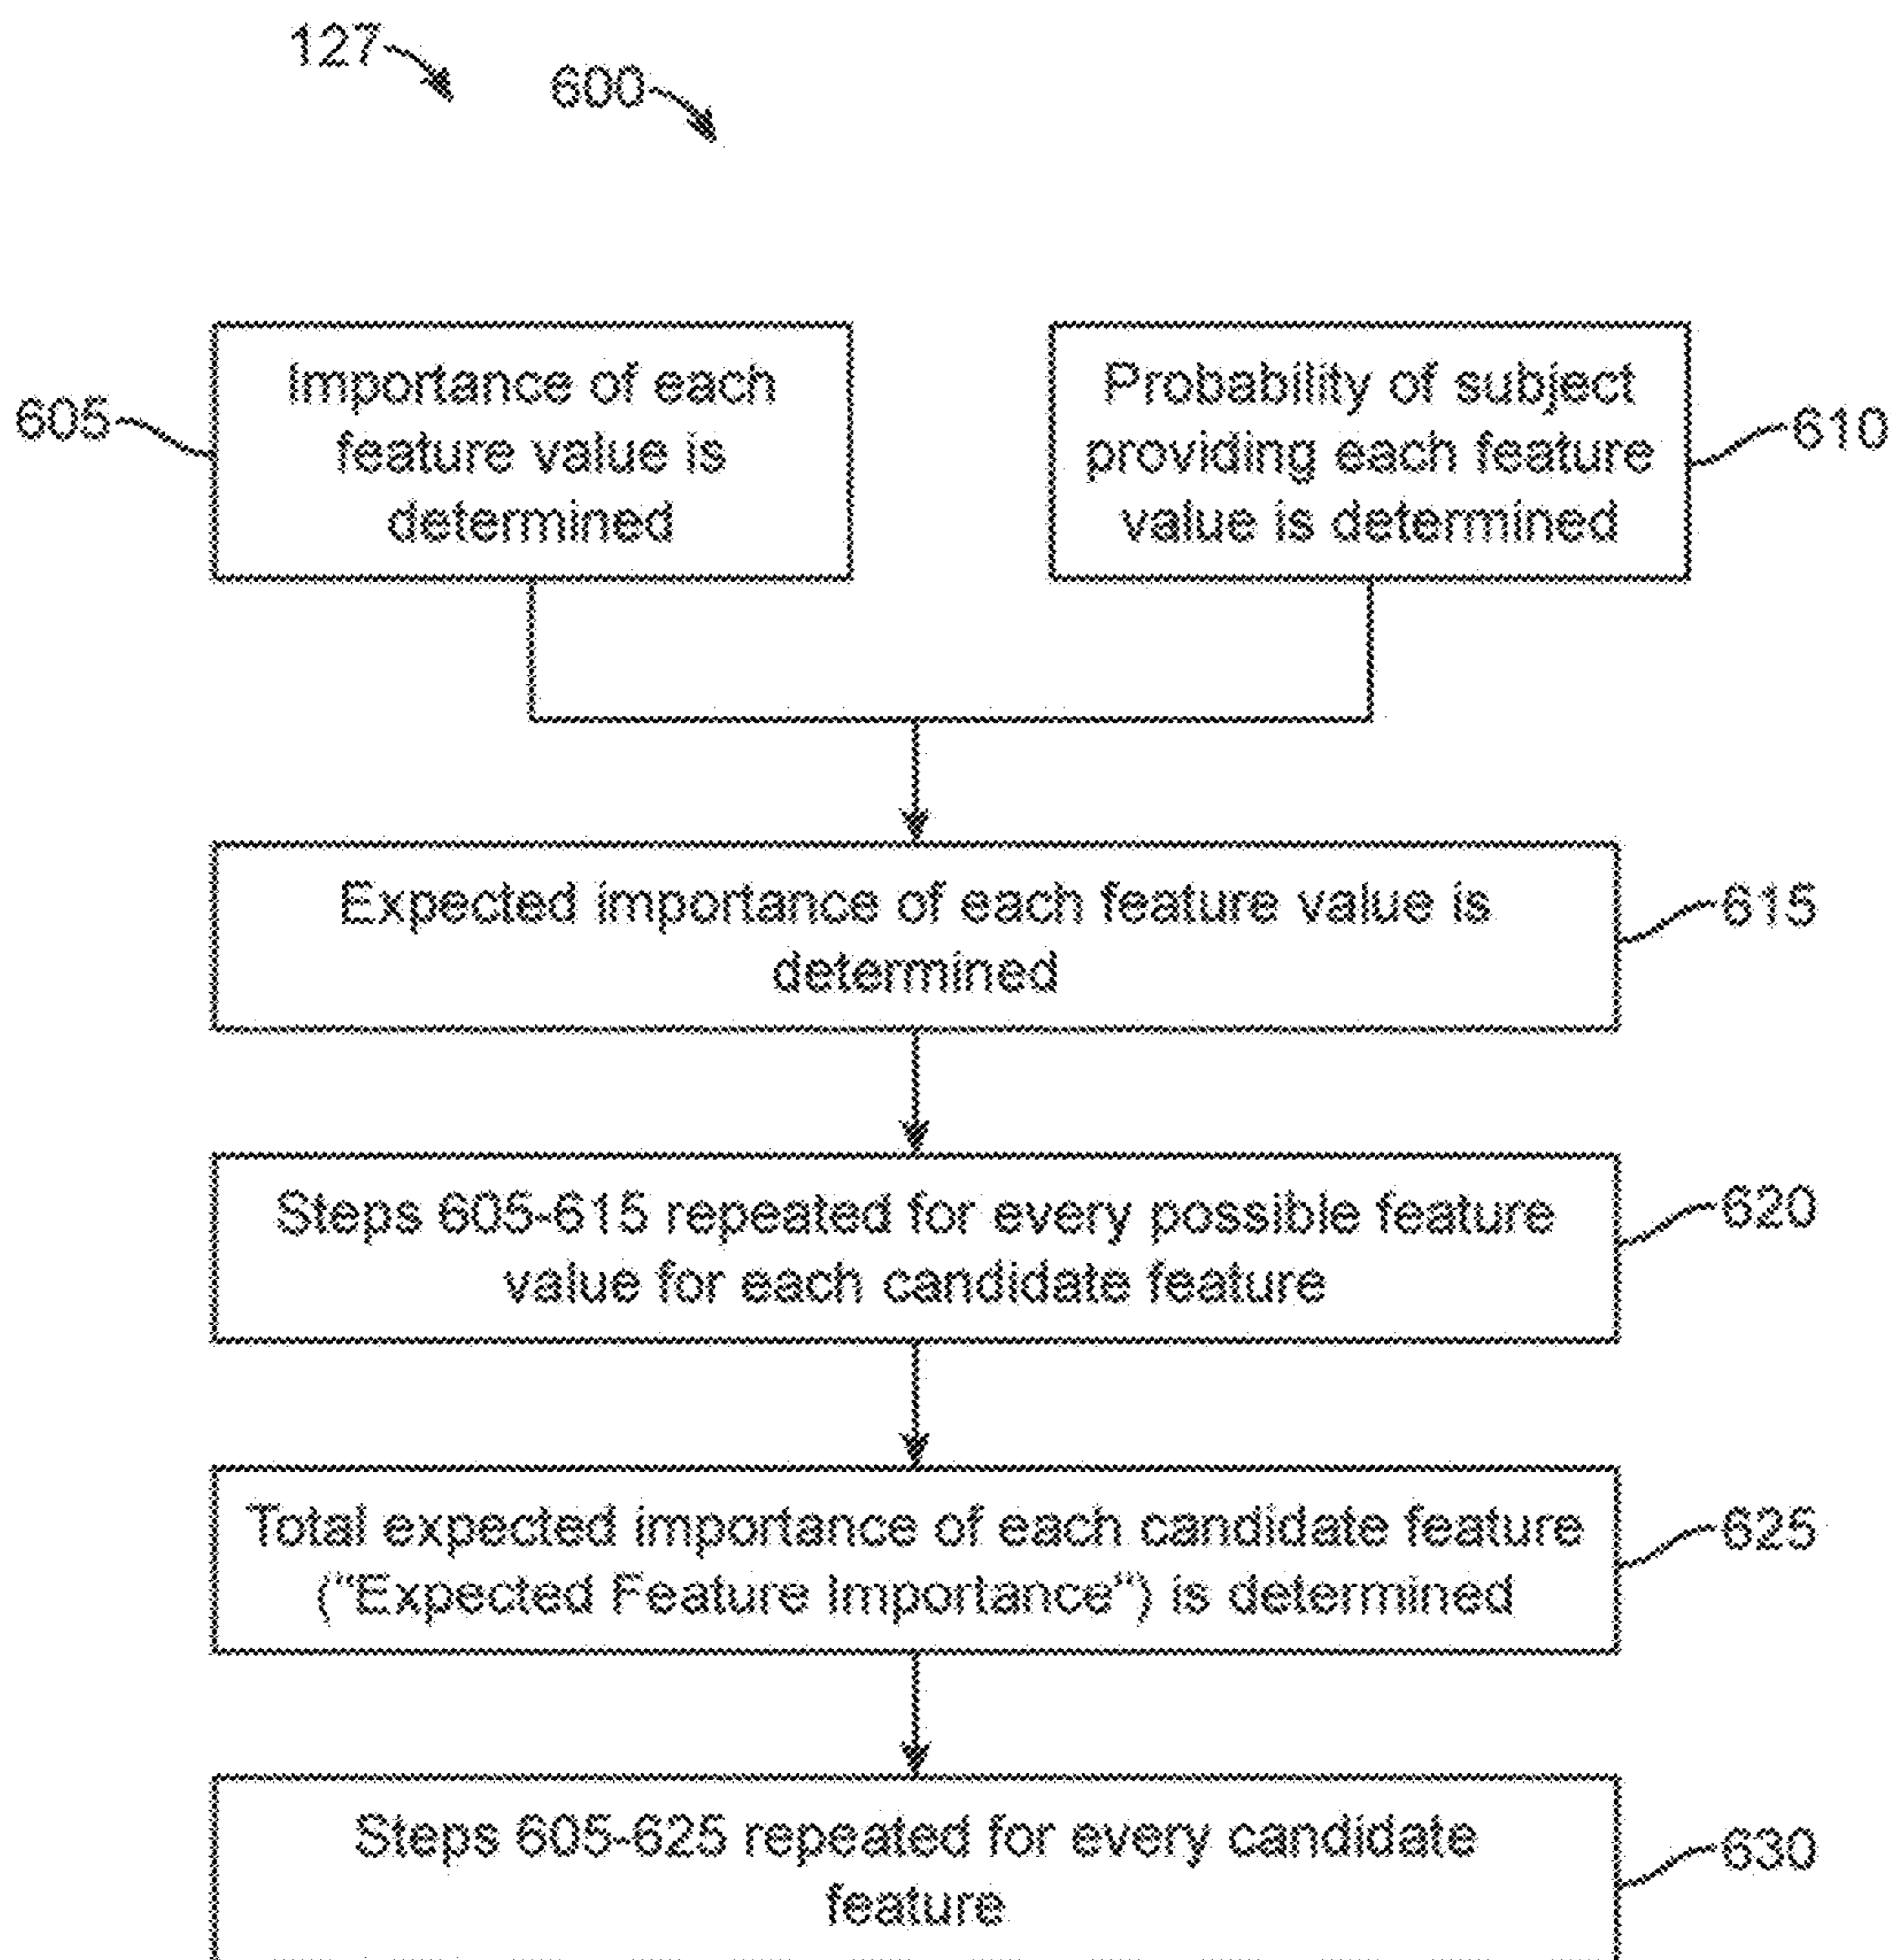 127
600
Importance of each
feature value is
determined
605
Probability of subject
providing each feature
value is determined
610
Expected importance of each feature value is
determined
615
Steps 605-615 repeated for every possible feature
value for each candidate feature
620
Total expected importance of each candidate feature
("Expected Feature Importance") is determined
625
Steps 605-625 repeated for every candidate
feature
630